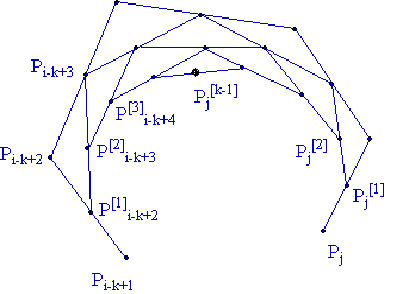 P_{i-k+3}
P_j^{[k-1]}
P^{[3]}_{i-k+4}
P_{i-k+2}
P^{[2]}_{i-k+3}
P_j^{[2]}
P_j^{[1]}
P^{[1]}_{i-k+2}
P_j
P_{i-k+1}